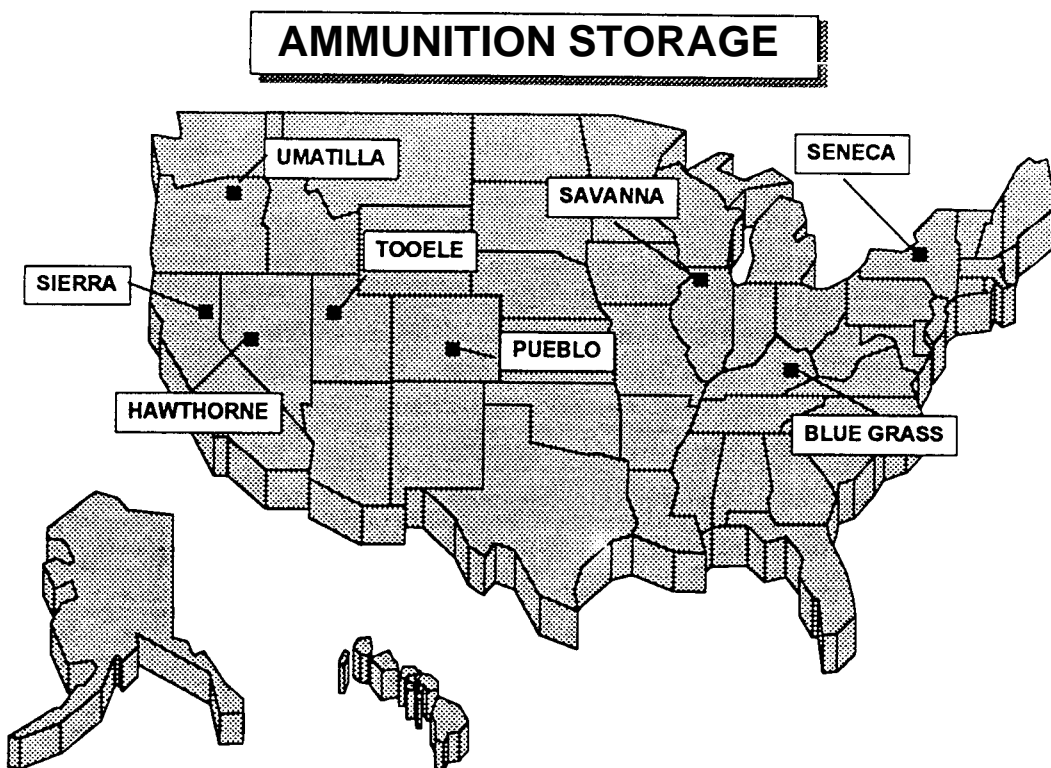 AMMUNITION STORAGE
UMATILLA
SENECA
SAVANNA
TOOELE
SIERRA
PUEBLO
HAWTHORNE
BLUE GRASS